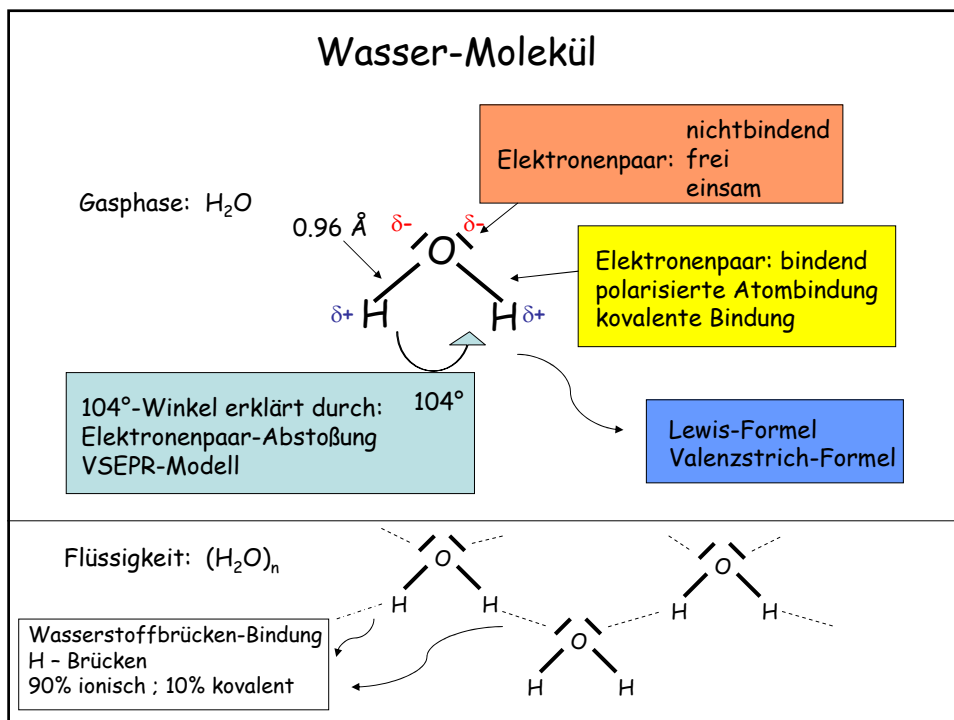 Wasser-Molekül
nichtbindend
Elektronenpaar: frei
einsam
Gasphase: H₂O
0.96 Å
δ- δ-
O
Elektronenpaar: bindend
polarisierte Atombindung
kovalente Bindung
δ+ H H δ+
104°-Winkel erklärt durch: 104°
Elektronenpaar-Abstoßung
VSEPR-Modell
Lewis-Formel
Valenzstrich-Formel
Flüssigkeit: (H₂O)ₙ
O O
H H H H
O
H H
Wasserstoffbrücken-Bindung
H – Brücken
90% ionisch ; 10% kovalent